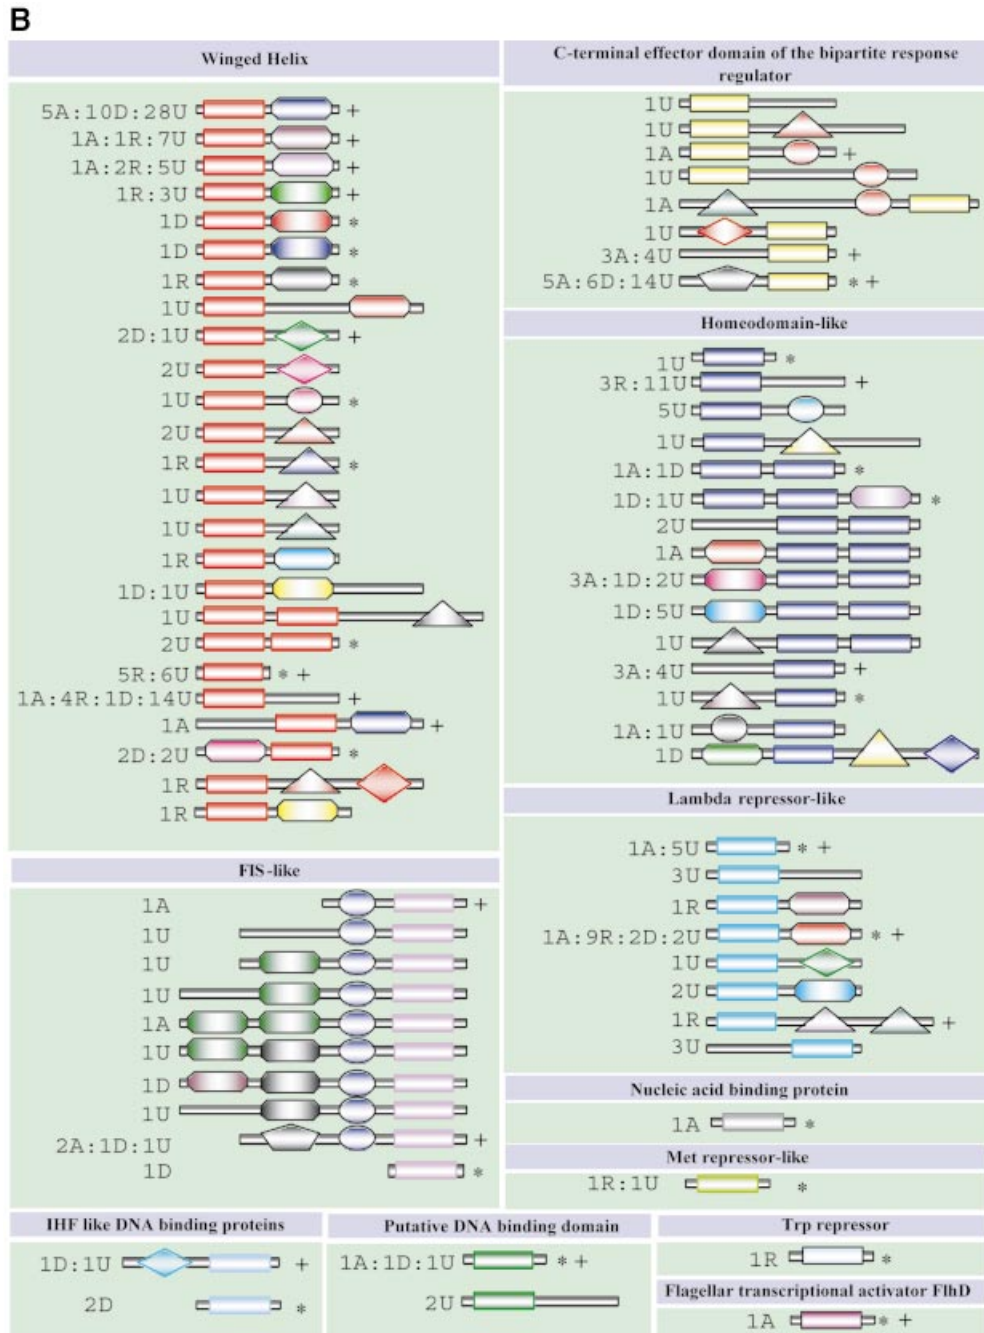 B
Winged Helix
5A:10D:28U +
1A:1R:7U +
1A:2R:5U +
1R:3U +
1D *
1D *
1R *
1U
2D:1U +
2U
1U *
2U
1R *
1U
1U
1R
1D:1U
1U
2U *
5R:6U * +
1A:4R:1D:14U +
1A +
2D:2U *
1R
1R
FIS-like
1A +
1U
1U
1U
1A
1U
1D
1U
2A:1D:1U +
1D *
C-terminal effector domain of the bipartite response
regulator
1U
1U
1A +
1U
1A
1U
3A:4U +
5A:6D:14U * +
Homeodomain-like
1U *
3R:11U +
5U
1U
1A:1D *
1D:1U *
2U
1A
3A:1D:2U
1D:5U
1U
3A:4U +
1U *
1A:1U
1D
Lambda repressor-like
1A:5U * +
3U
1R
1A:9R:2D:2U * +
1U
2U
1R +
3U
Nucleic acid binding protein
1A *
Met repressor-like
1R:1U *
IHF like DNA binding proteins
1D:1U +
2D *
Putative DNA binding domain
1A:1D:1U * +
2U
Trp repressor
1R *
Flagellar transcriptional activator FlhD
1A * +